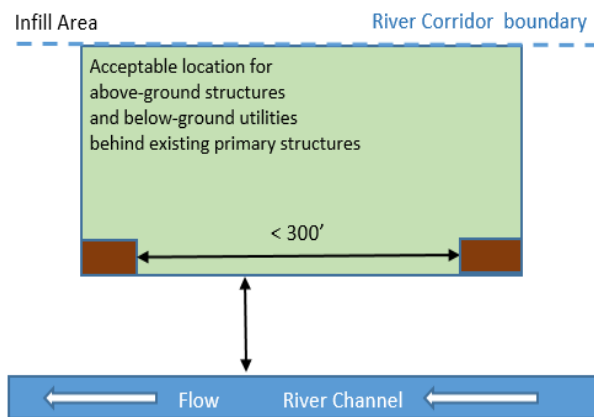 Infill Area
River Corridor boundary
Acceptable location for
above-ground structures
and below-ground utilities
behind existing primary structures
< 300’
Flow
River Channel